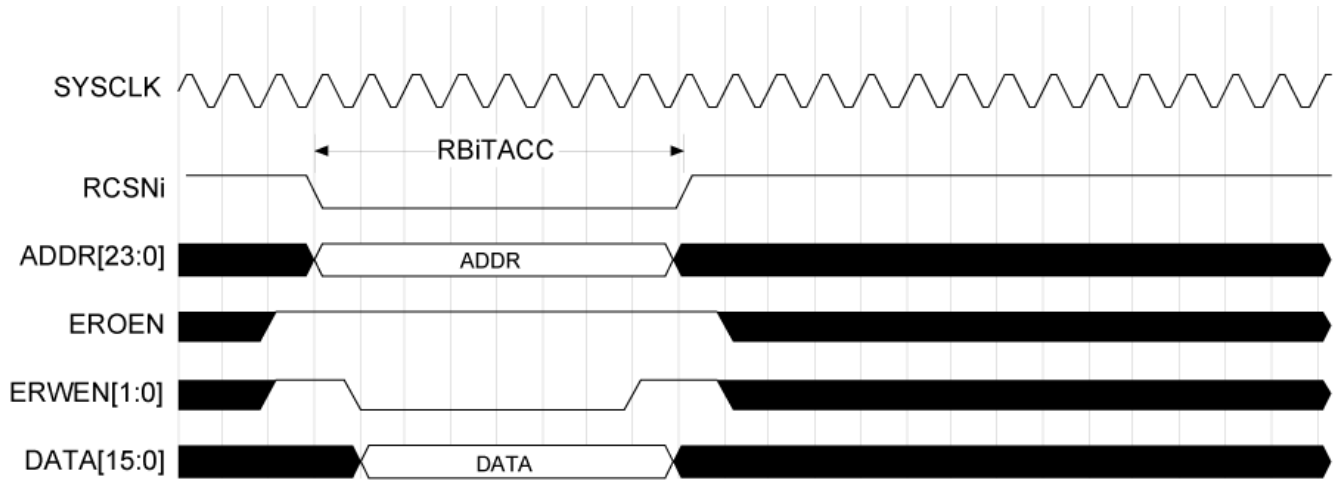 SYSCLK
RBiTACC
RCSNi
ADDR[23:0]
ADDR
EROEN
ERWEN[1:0]
DATA[15:0]
DATA